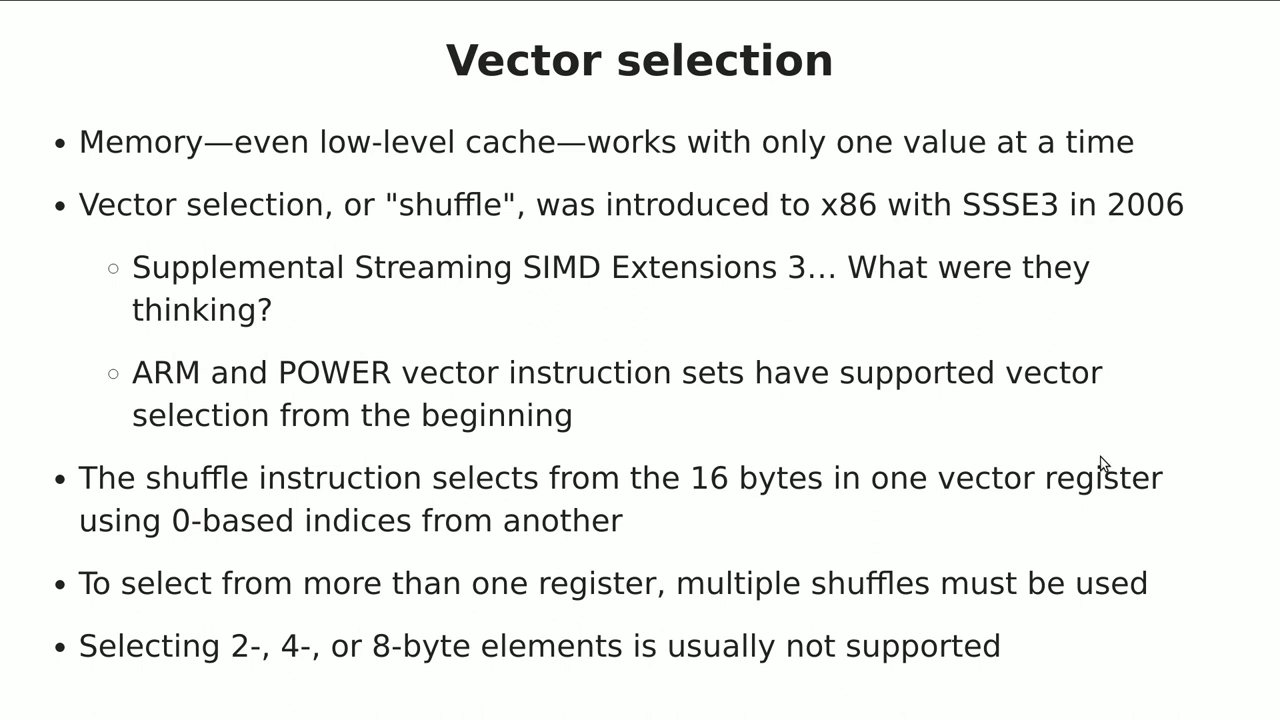 Vector selection
• Memory—even low-level cache—works with only one value at a time
• Vector selection, or "shuffle", was introduced to x86 with SSSE3 in 2006
◦ Supplemental Streaming SIMD Extensions 3... What were they
thinking?
◦ ARM and POWER vector instruction sets have supported vector
selection from the beginning
• The shuffle instruction selects from the 16 bytes in one vector register
using 0-based indices from another
• To select from more than one register, multiple shuffles must be used
• Selecting 2-, 4-, or 8-byte elements is usually not supported